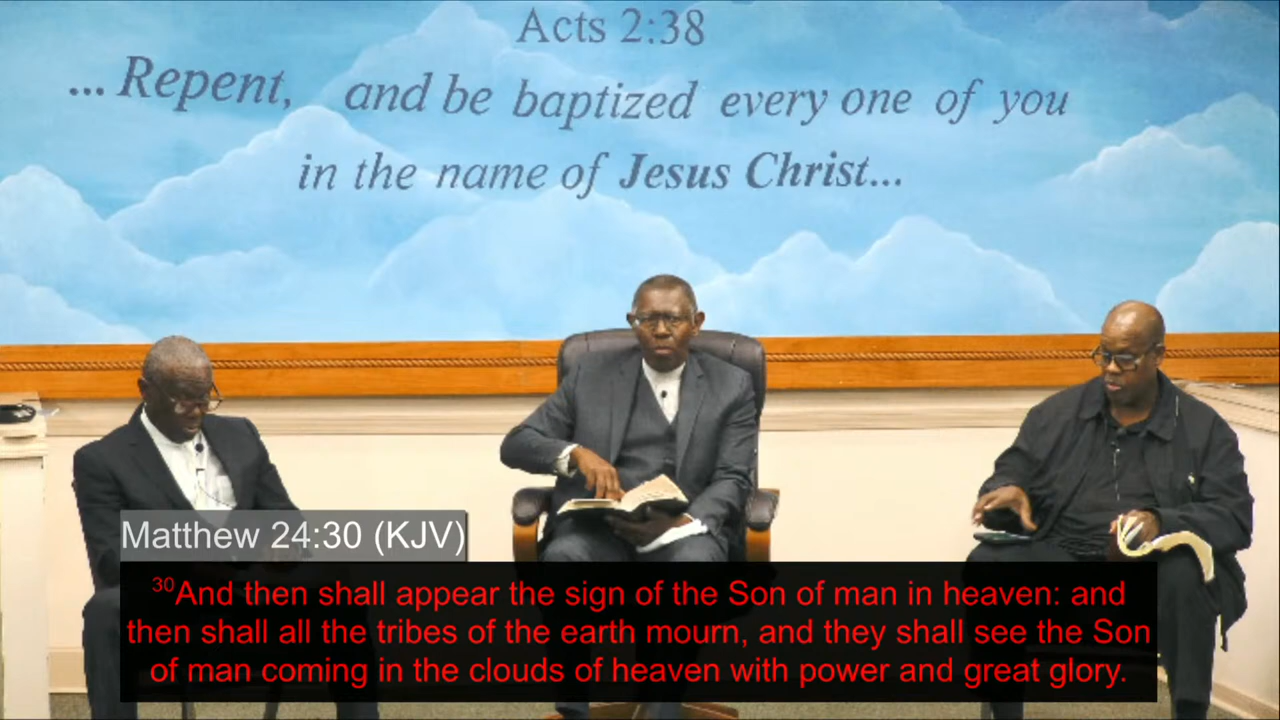 Acts 2:38
... Repent, and be baptized every one of you
in the name of Jesus Christ...
Matthew 24:30 (KJV)
30And then shall appear the sign of the Son of man in heaven: and
then shall all the tribes of the earth mourn, and they shall see the Son
of man coming in the clouds of heaven with power and great glory.